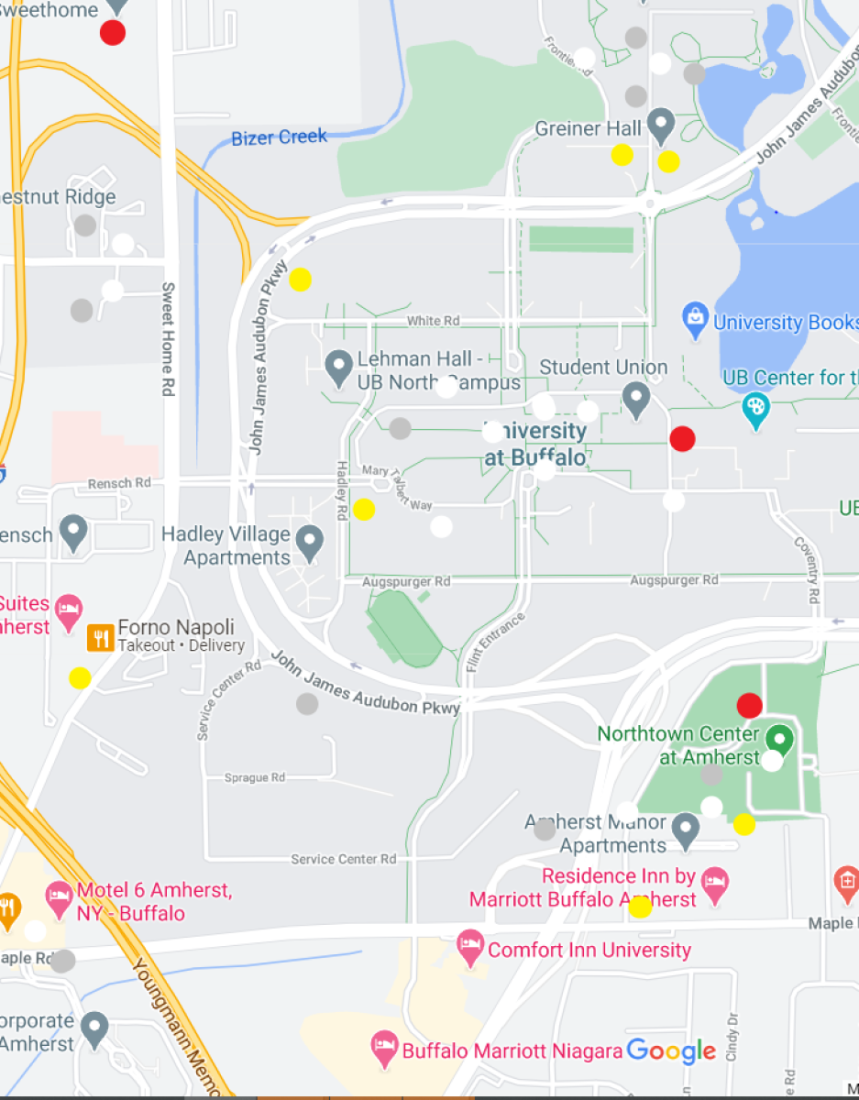 Sweethome
Frontie Rd
Greiner Hall
John James Audubon
Frontie
Bizer Creek
estnut Ridge
John James Audubon Pkwy
Sweet Home Rd
White Rd
University Books
Lehman Hall -
UB North Campus
Student Union
UB Center for th
University
at Buffalo
Rensch Rd
Mary Talbert Way
Hadley Rd
UB
ensch
Hadley Village
Apartments
Coventry Rd
Augspurger Rd
Augspurger Rd
Suites
nherst
Forno Napoli
Takeout • Delivery
Flint Entrance
Service Center Rd
John James Audubon Pkwy
Northtown Center
at Amherst
Sprague Rd
Amherst Manor
Apartments
Service Center Rd
Residence Inn by
Marriott Buffalo Amherst
Motel 6 Amherst,
NY - Buffalo
Maple
Comfort Inn University
aple Rd
Youngmann Memo
orporate
Amherst
Cindy Dr
Buffalo Marriott Niagara
Google
e Rd
M